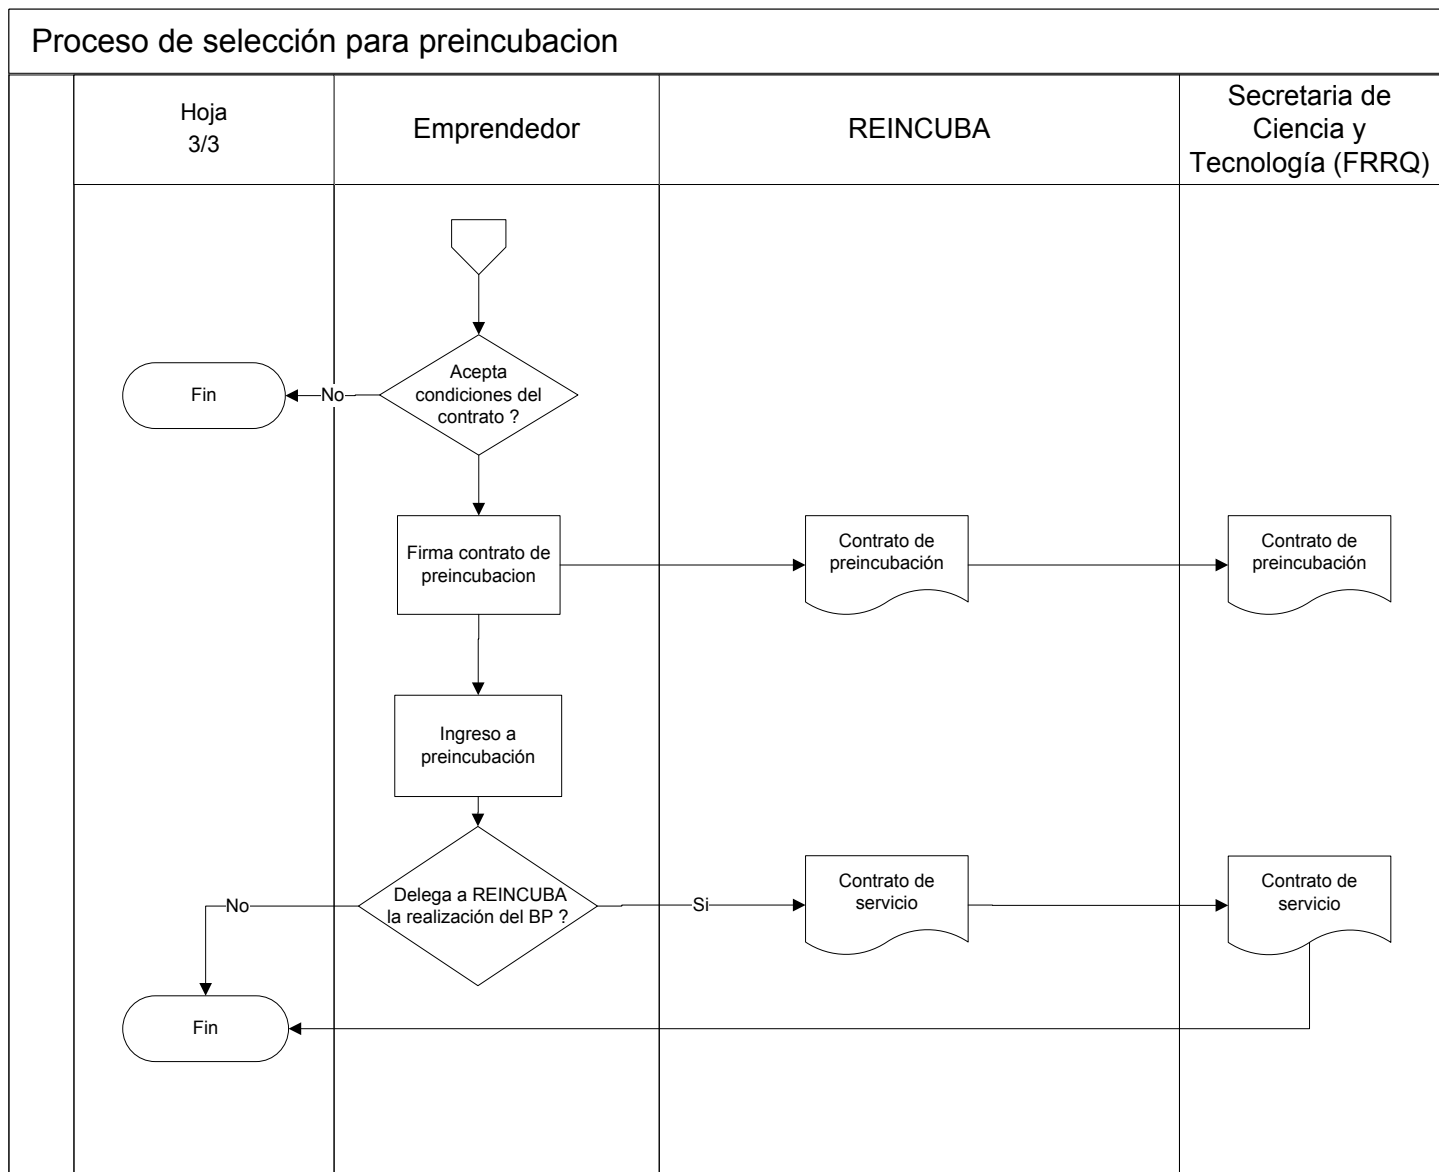 Proceso de selección para preincubacion
Hoja
3/3
Emprendedor
REINCUBA
Secretaria de
Ciencia y
Tecnología (FRRQ)
Acepta
condiciones del
contrato ?
No
Fin
Firma contrato de
preincubacion
Contrato de
preincubación
Contrato de
preincubación
Ingreso a
preincubación
Delega a REINCUBA
la realización del BP ?
No
Si
Contrato de
servicio
Contrato de
servicio
Fin